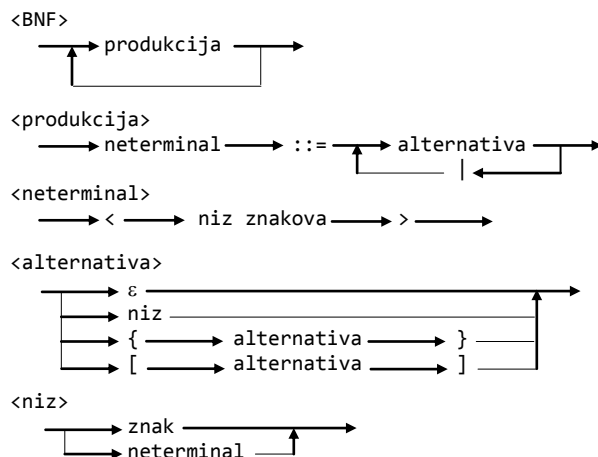 <BNF>
produkcija
<produkcija>
neterminal ::= alternativa
|
<neterminal>
< niz znakova >
<alternativa>
ε
niz
{ alternativa }
[ alternativa ]
<niz>
znak
neterminal